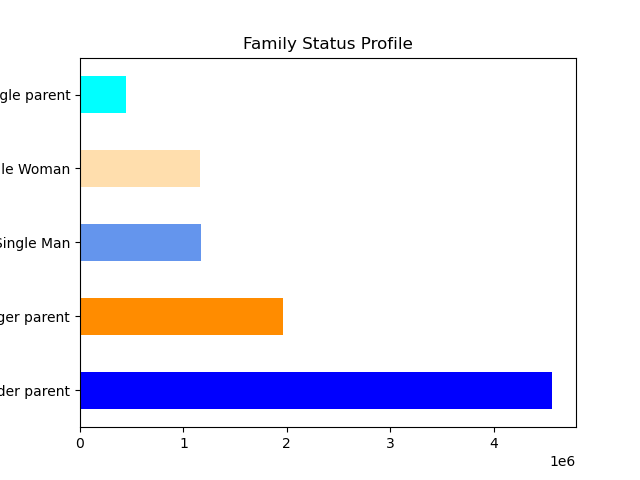 Family Status Profile
gle parent
le Woman
Single Man
ger parent
der parent
0 1 2 3 4
1e6